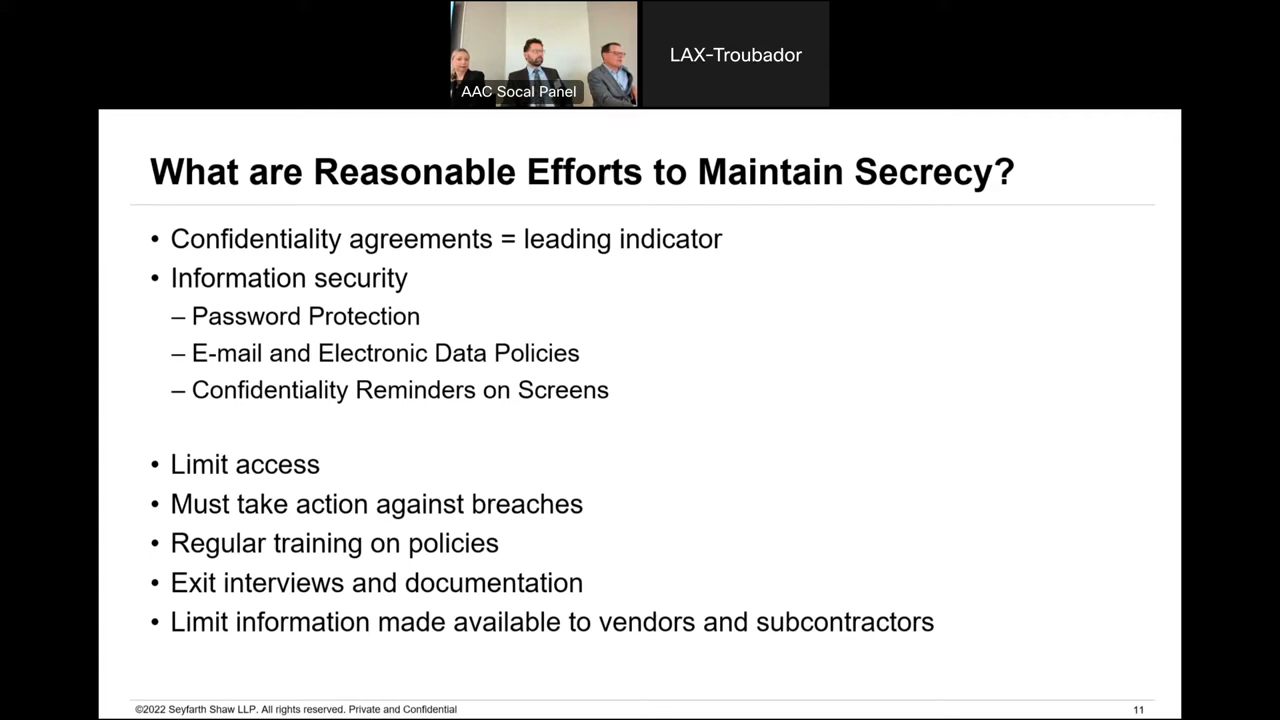 AAC Socal Panel
LAX-Troubador
What are Reasonable Efforts to Maintain Secrecy?
• Confidentiality agreements = leading indicator
• Information security
– Password Protection
– E-mail and Electronic Data Policies
– Confidentiality Reminders on Screens
• Limit access
• Must take action against breaches
• Regular training on policies
• Exit interviews and documentation
• Limit information made available to vendors and subcontractors
©2022 Seyfarth Shaw LLP. All rights reserved. Private and Confidential
11